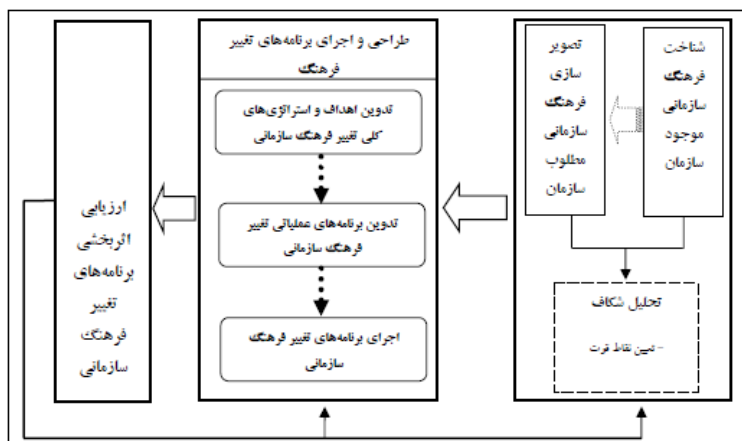 شناخت
فرهنگ
سازمانی
موجود
سازمان
تصویر
سازی
فرهنگ
سازمانی
مطلوب
سازمان
تحلیل شکاف
- تعیین نقاط قوت
طراحی و اجرای برنامه‌های تغییر
فرهنگ
تدوین اهداف و استراتژی‌های
کلی تغییر فرهنگ سازمانی
تدوین برنامه‌های عملیاتی تغییر
فرهنگ سازمانی
اجرای برنامه‌های تغییر فرهنگ
سازمانی
ارزیابی
اثربخشی
برنامه‌های
تغییر
فرهنگ
سازمانی